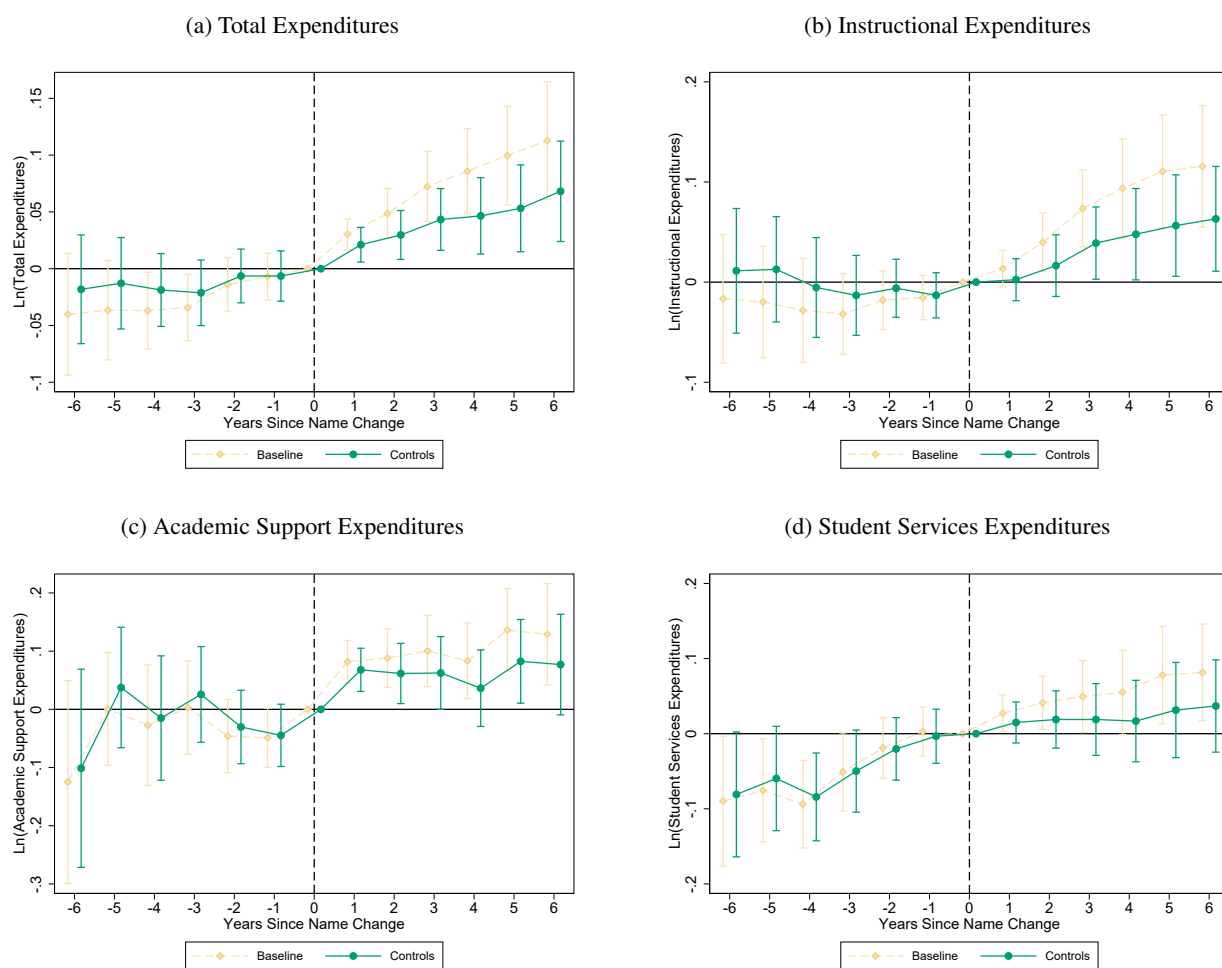 (a) Total Expenditures
Ln(Total Expenditures)
.15
.1
.05
0
-.05
-.1
-6 -5 -4 -3 -2 -1 0 1 2 3 4 5 6
Years Since Name Change
Baseline Controls
(b) Instructional Expenditures
Ln(Instructional Expenditures)
.2
.1
0
-.1
-6 -5 -4 -3 -2 -1 0 1 2 3 4 5 6
Years Since Name Change
Baseline Controls
(c) Academic Support Expenditures
Ln(Academic Support Expenditures)
.2
.1
0
-.1
-.2
-.3
-6 -5 -4 -3 -2 -1 0 1 2 3 4 5 6
Years Since Name Change
Baseline Controls
(d) Student Services Expenditures
Ln(Student Services Expenditures)
.2
.1
0
-.1
-.2
-6 -5 -4 -3 -2 -1 0 1 2 3 4 5 6
Years Since Name Change
Baseline Controls